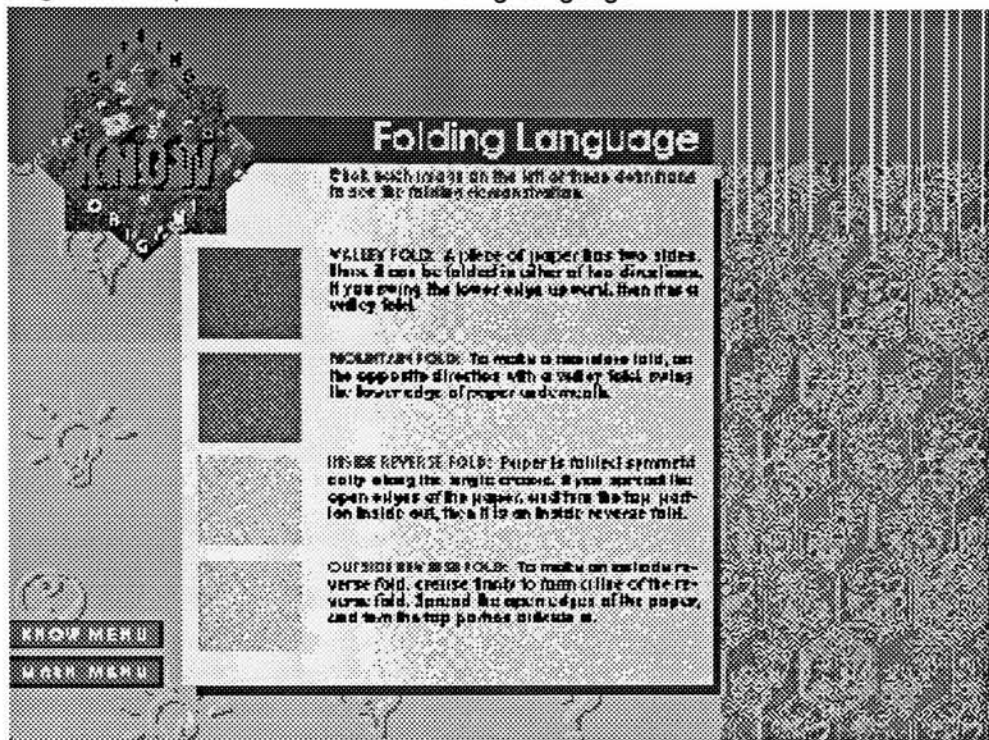 GETTING TO
KNOW
ORIGAMI
Folding Language
Click each image on the left of these definitions
to see the folding demonstration.
VALLEY FOLD: A piece of paper has two sides.
it can be folded in either of two directions.
If you swing the lower edge upward, then it is a
valley fold.
MOUNTAIN FOLD: To make a mountain fold,
the opposite direction with a valley fold, swing
the lower edge of paper underneath.
INSIDE REVERSE FOLD: Paper is folded symmetri
cally along the single crease. If you spread the
open edges of the paper, and turn the top port-
ion inside out, then it is an inside reverse fold.
OUTSIDE REVERSE FOLD: To make an outside re-
verse fold, crease firmly to form a line of the re-
verse fold. Spread the open edges of the paper,
and turn the top portion
KNOW MENU
MAIN MENU